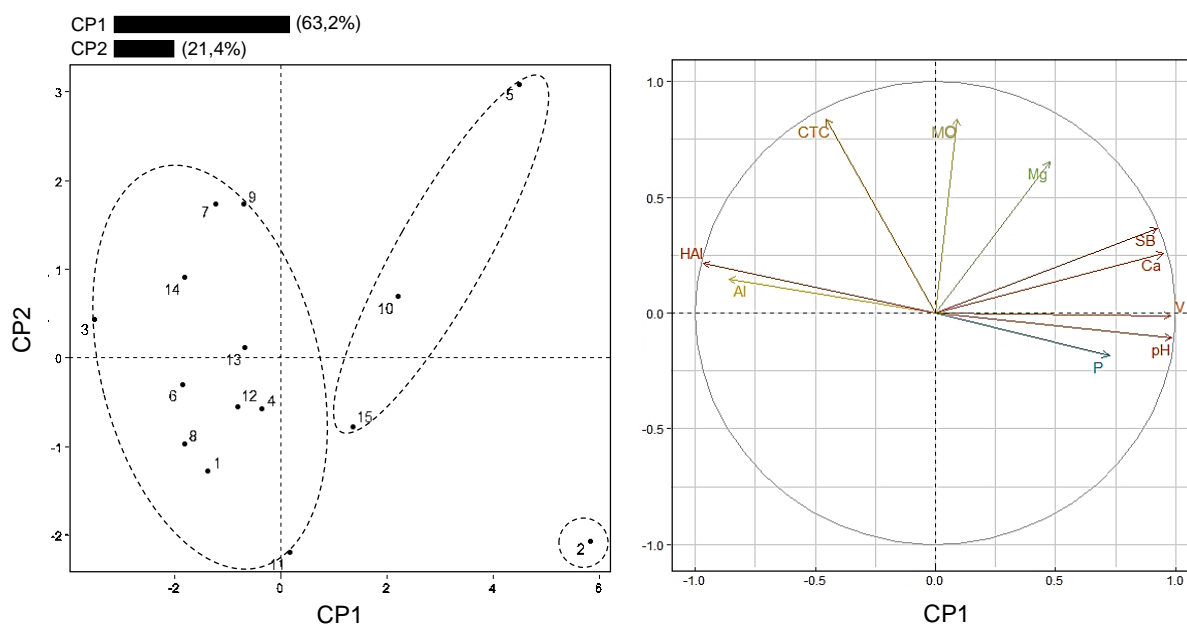 CP1 (63,2%)
CP2 (21,4%)
3
2
.1
0
-1
-2
CP2
-2 0 2 4 6
CP1
5
7 9
14
10
3
13
6 12 4
15
8
1
11
2
1.0
0.5
0.0
-0.5
-1.0
-1.0 -0.5 0.0 0.5 1.0
CP1
CTC MO
Mg
SB
HAl
Ca
Al
V
pH
P